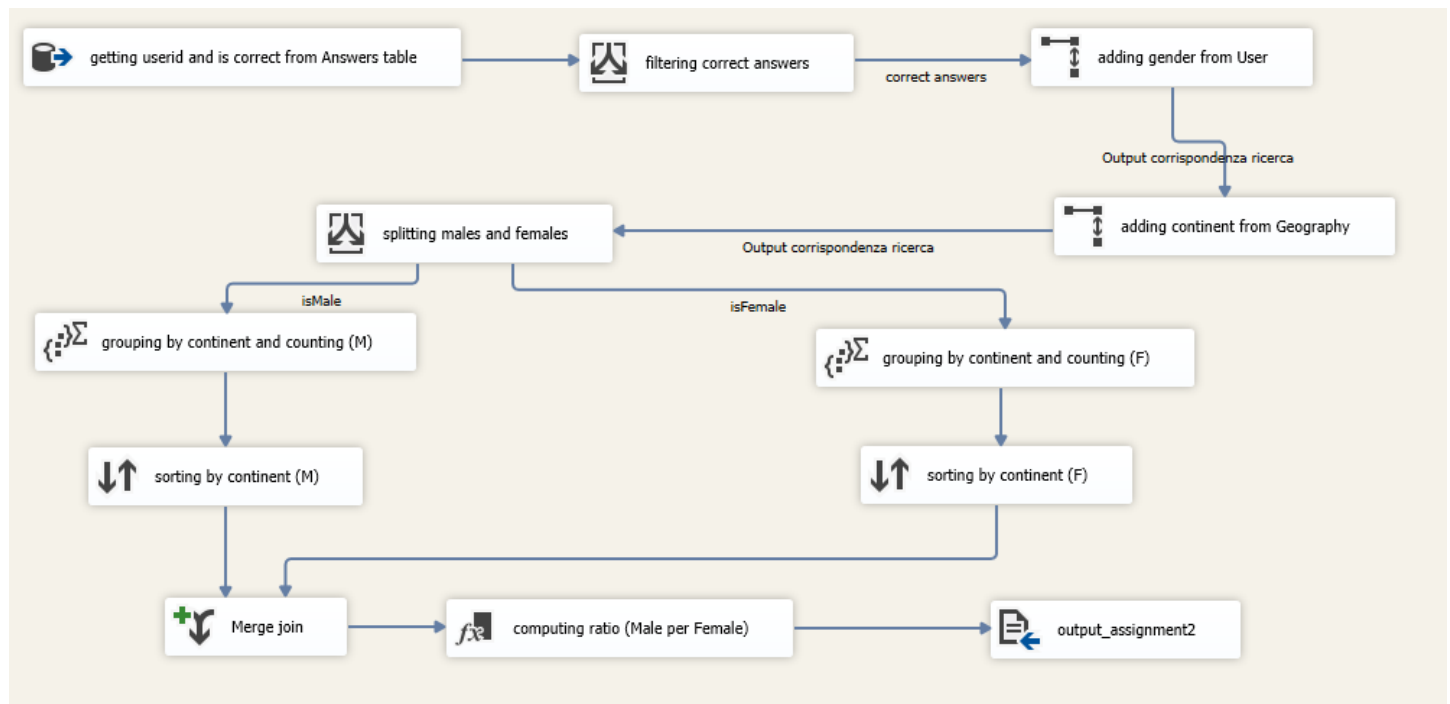 getting userid and is correct from Answers table
filtering correct answers
correct answers
adding gender from User
Output corrispondenza ricerca
adding continent from Geography
Output corrispondenza ricerca
splitting males and females
isMale
isFemale
grouping by continent and counting (M)
grouping by continent and counting (F)
sorting by continent (M)
sorting by continent (F)
Merge join
fx
computing ratio (Male per Female)
output_assignment2